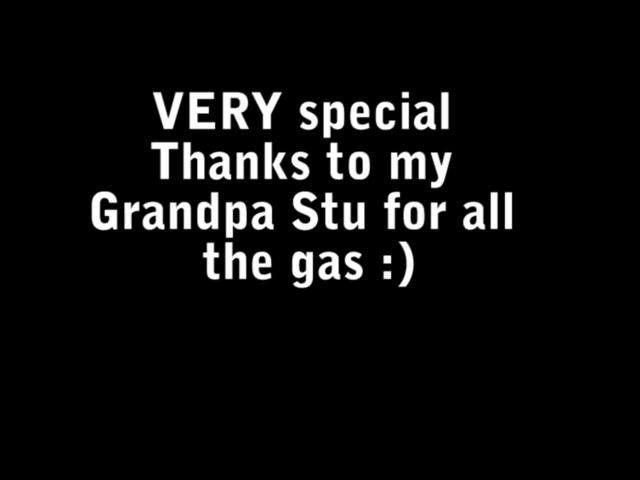 VERY special
Thanks to my
Grandpa Stu for all
the gas :)